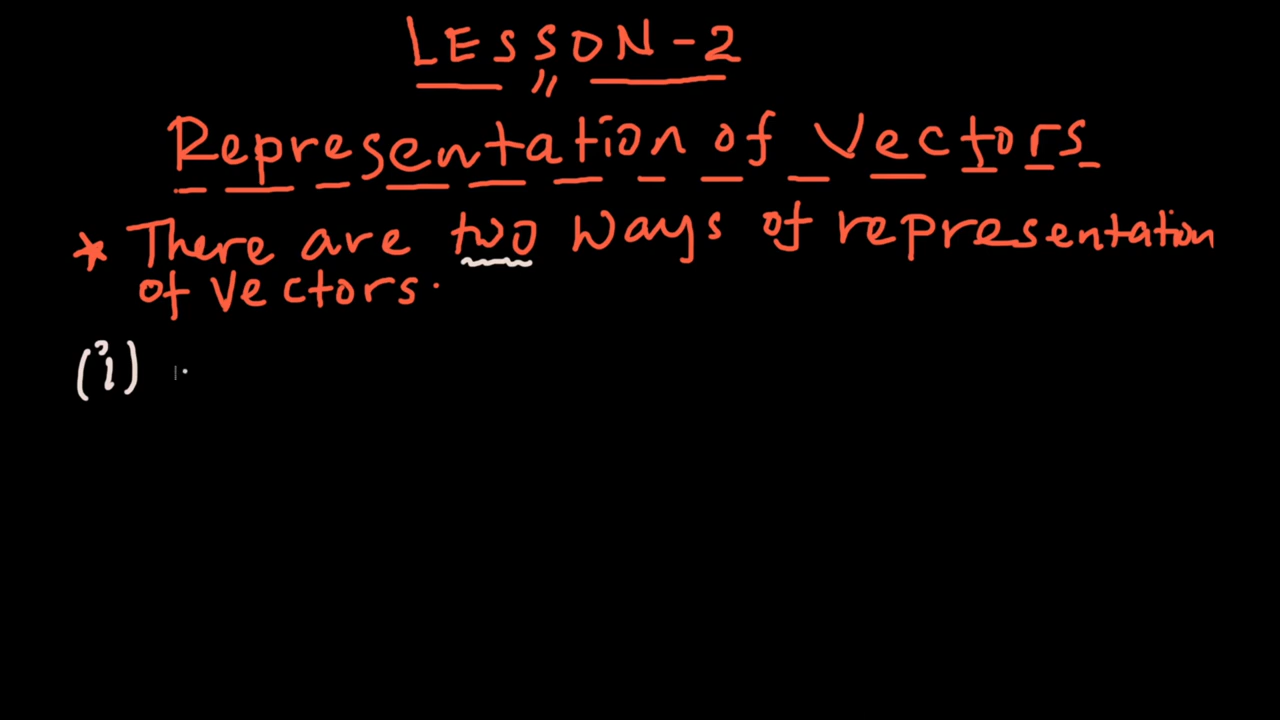 LESSON-2
Representation of Vectors
* There are two ways of representation
of Vectors.
(i)